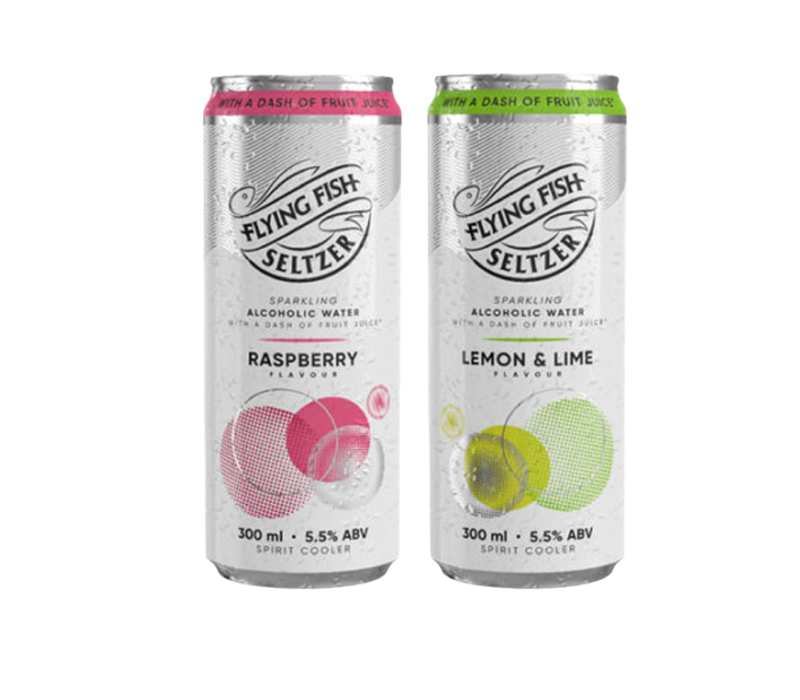 WITH A DASH OF FRUIT JUICE*
FLYING FISH
SELTZER
SPARKLING
ALCOHOLIC WATER
WITH A DASH OF FRUIT JUICE*
RASPBERRY
FLAVOUR
300 ml • 5.5% ABV
SPIRIT COOLER
WITH A DASH OF FRUIT JUICE*
FLYING FISH
SELTZER
SPARKLING
ALCOHOLIC WATER
WITH A DASH OF FRUIT JUICE*
LEMON & LIME
FLAVOUR
300 ml • 5.5% ABV
SPIRIT COOLER